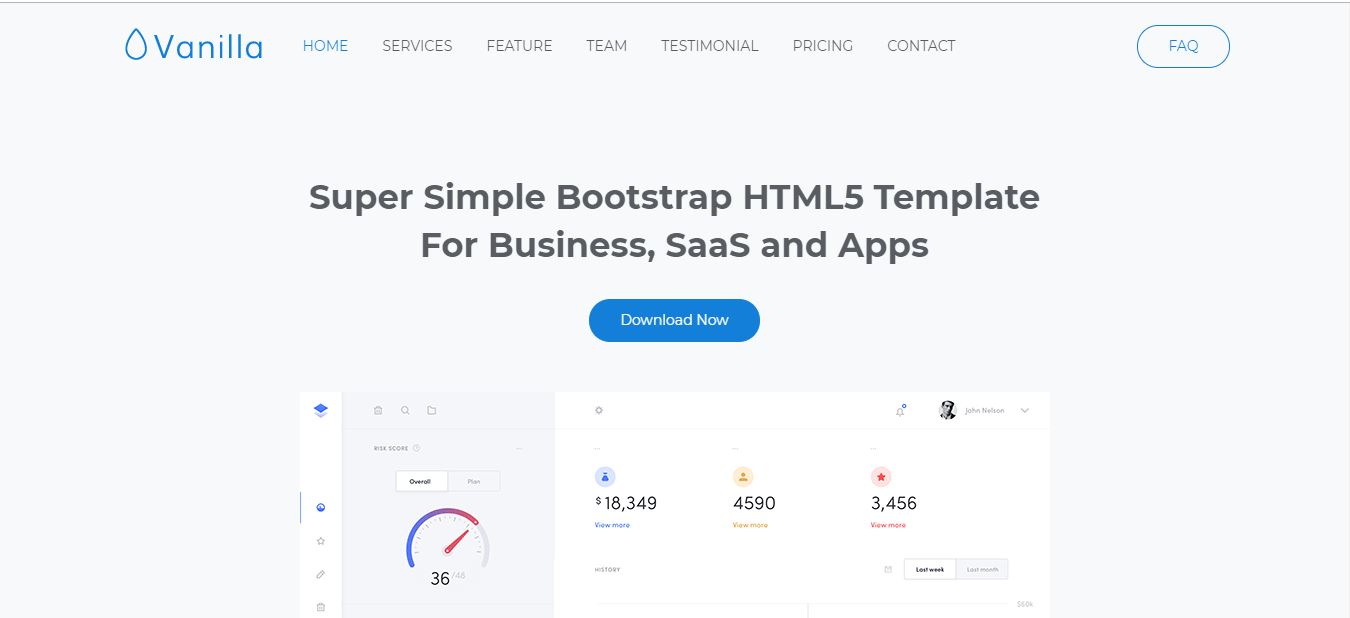 Vanilla
HOME SERVICES FEATURE TEAM TESTIMONIAL PRICING CONTACT
FAQ
Super Simple Bootstrap HTML5 Template
For Business, SaaS and Apps
Download Now
John Nelson
RISK SCORE
Overall Plan
36/48
$18,349
View more
4590
View more
3,456
View more
HISTORY
Last week Last month
$60k